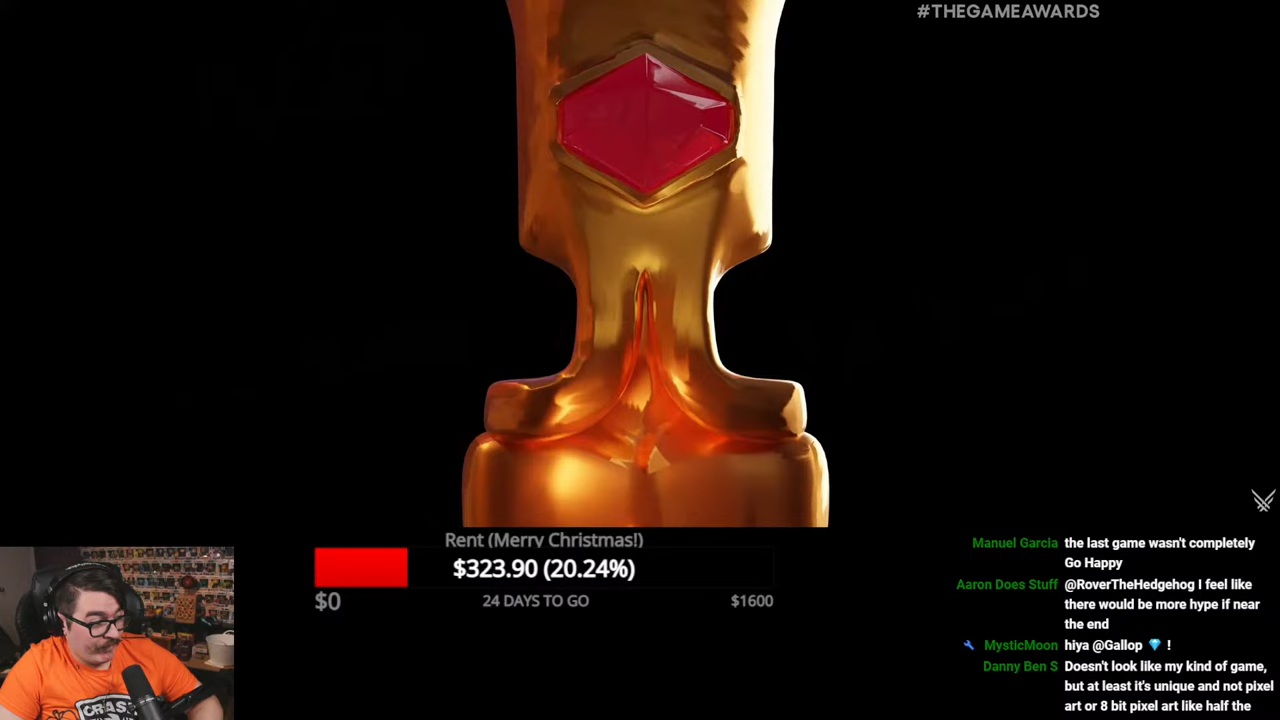 #THEGAMEAWARDS
Rent (Merry Christmas!)
$323.90 (20.24%)
$0
24 DAYS TO GO
$1600
Manuel Garcia the last game wasn't completely
Go Happy
Aaron Does Stuff @RoverTheHedgehog I feel like
there would be more hype if near
the end
MysticMoon hiya @Gallop 💎 !
Danny Ben S Doesn't look like my kind of game,
but at least it's unique and not pixel
art or 8 bit pixel art like half the
CRAS